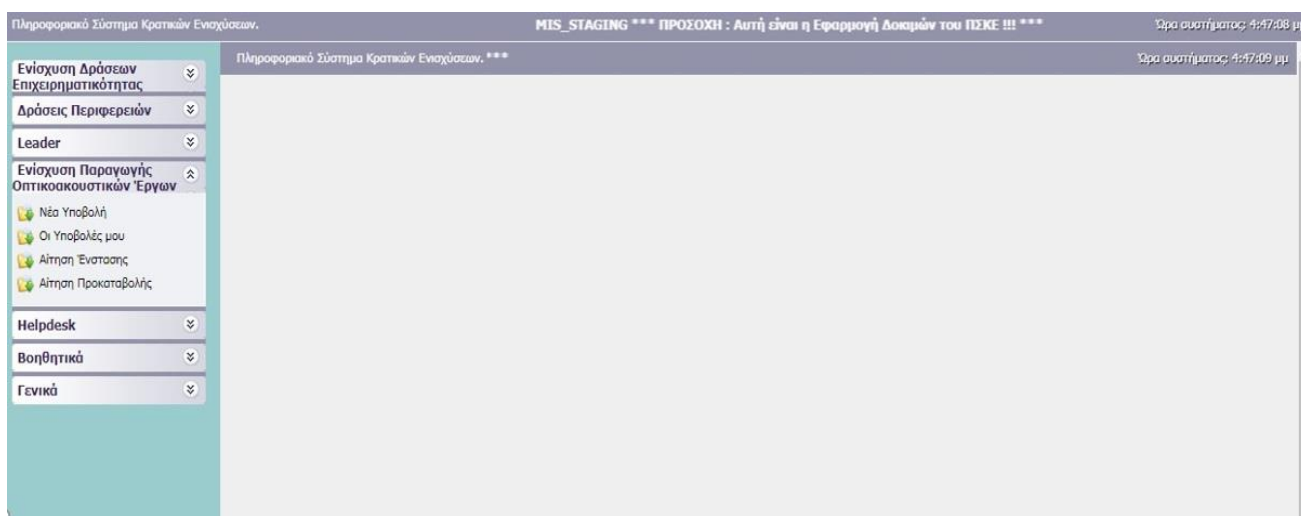 Πληροφοριακό Σύστημα Κρατικών Ενισχύσεων.
MIS_STAGING *** ΠΡΟΣΟΧΗ : Αυτή είναι η Εφαρμογή Δοκιμών του ΠΣΚΕ !!! ***
Ώρα συστήματος: 4:47:08 μ
Πληροφοριακό Σύστημα Κρατικών Ενισχύσεων. ***
Ώρα συστήματος: 4:47:09 μμ
Ενίσχυση Δράσεων
Επιχειρηματικότητας
Δράσεις Περιφερειών
Leader
Ενίσχυση Παραγωγής
Οπτικοακουστικών Έργων
Νέα Υποβολή
Οι Υποβολές μου
Αίτηση Ένστασης
Αίτηση Προκαταβολής
Helpdesk
Βοηθητικά
Γενικά